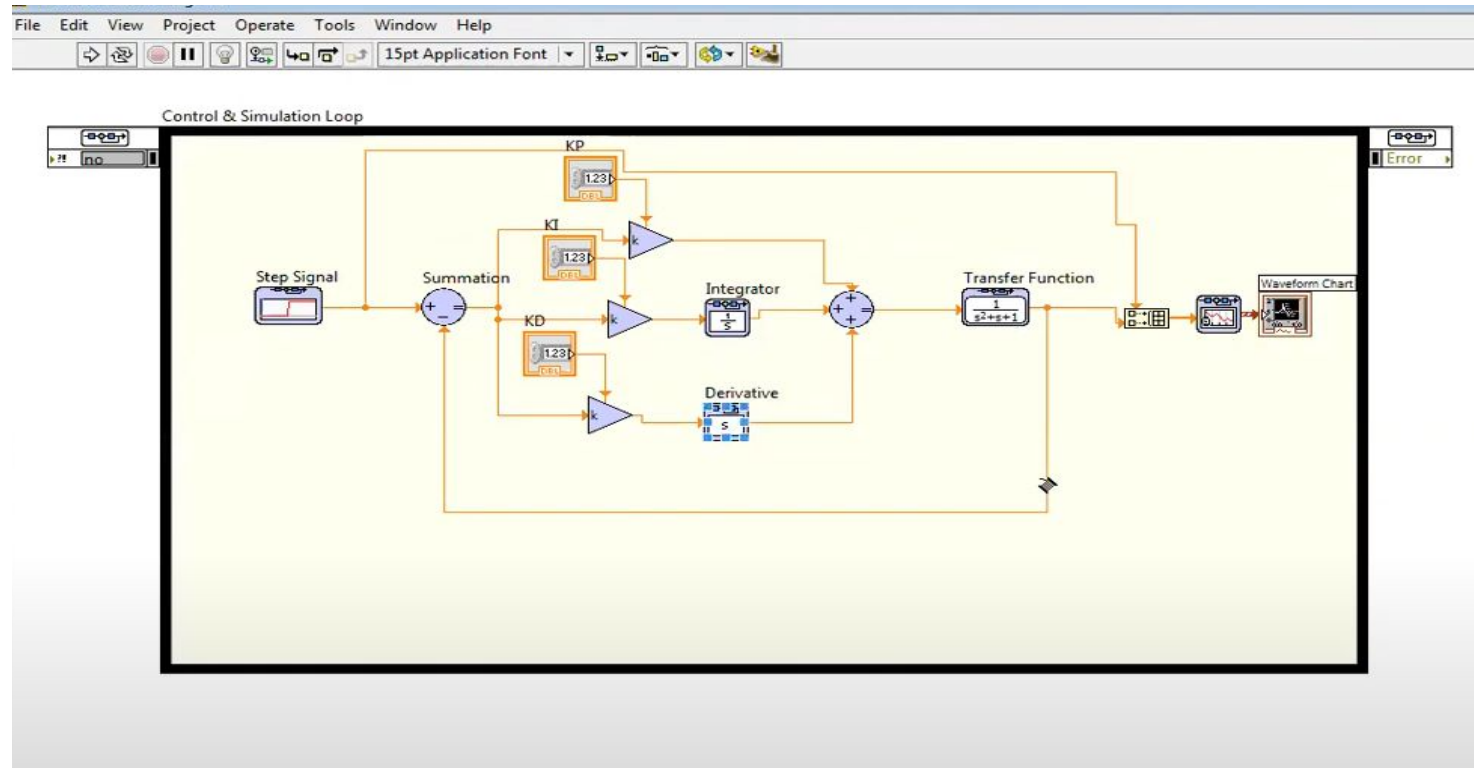 File Edit View Project Operate Tools Window Help
15pt Application Font
Control & Simulation Loop
?! no
Error
KP
1.23
DBL
k
KI
1.23
DBL
Step Signal
Summation
+ − =
k
Integrator
1
s
+
+
+
=
Transfer Function
1
s²+s+1
Waveform Chart
KD
1.23
DBL
k
Derivative
s